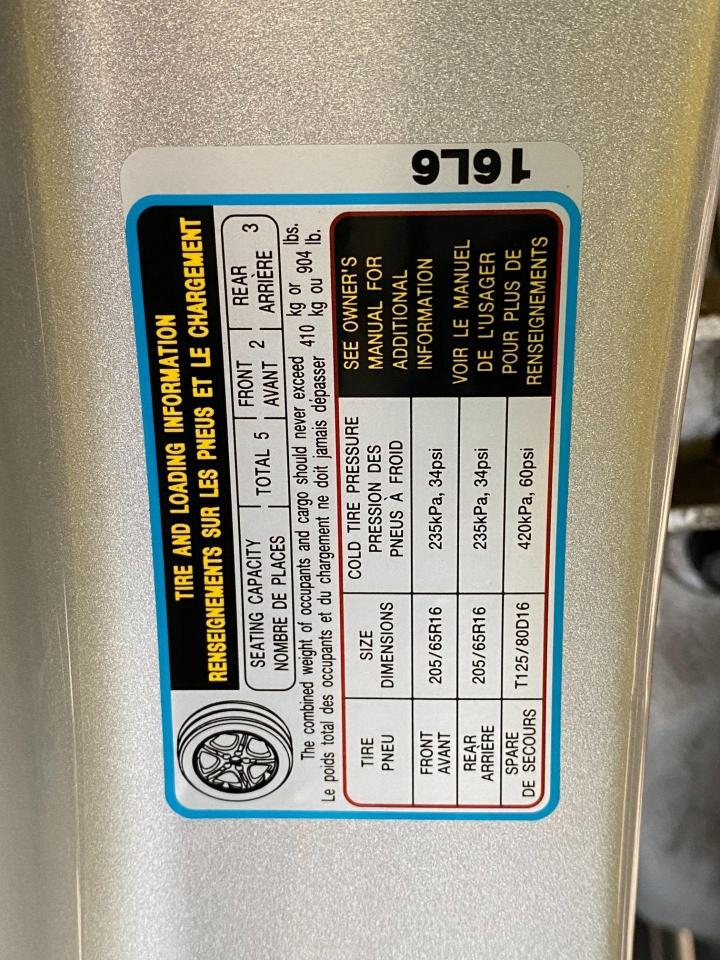 TIRE AND LOADING INFORMATION
RENSEIGNEMENTS SUR LES PNEUS ET LE CHARGEMENT
SEATING CAPACITY
NOMBRE DE PLACES
TOTAL 5
FRONT
AVANT 2
REAR
ARRIÈRE 3
The combined weight of occupants and cargo should never exceed 410 kg or 904 lbs.
Le poids total des occupants et du chargement ne doit jamais dépasser 410 kg ou 904 lb.
TIRE
PNEU
SIZE
DIMENSIONS
COLD TIRE PRESSURE
PRESSION DES
PNEUS À FROID
FRONT
AVANT
205/65R16
235kPa, 34psi
REAR
ARRIÈRE
205/65R16
235kPa, 34psi
SPARE
DE SECOURS
T125/80D16
420kPa, 60psi
SEE OWNER'S
MANUAL FOR
ADDITIONAL
INFORMATION
VOIR LE MANUEL
DE L'USAGER
POUR PLUS DE
RENSEIGNEMENTS
16L6